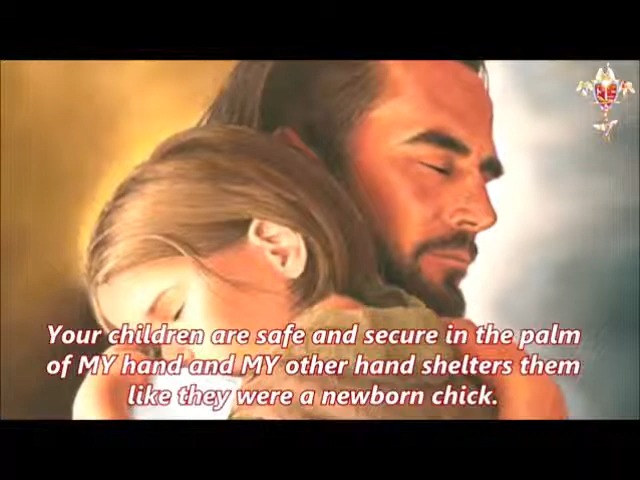 Your children are safe and secure in the palm
of MY hand and MY other hand shelters them
like they were a newborn chick.